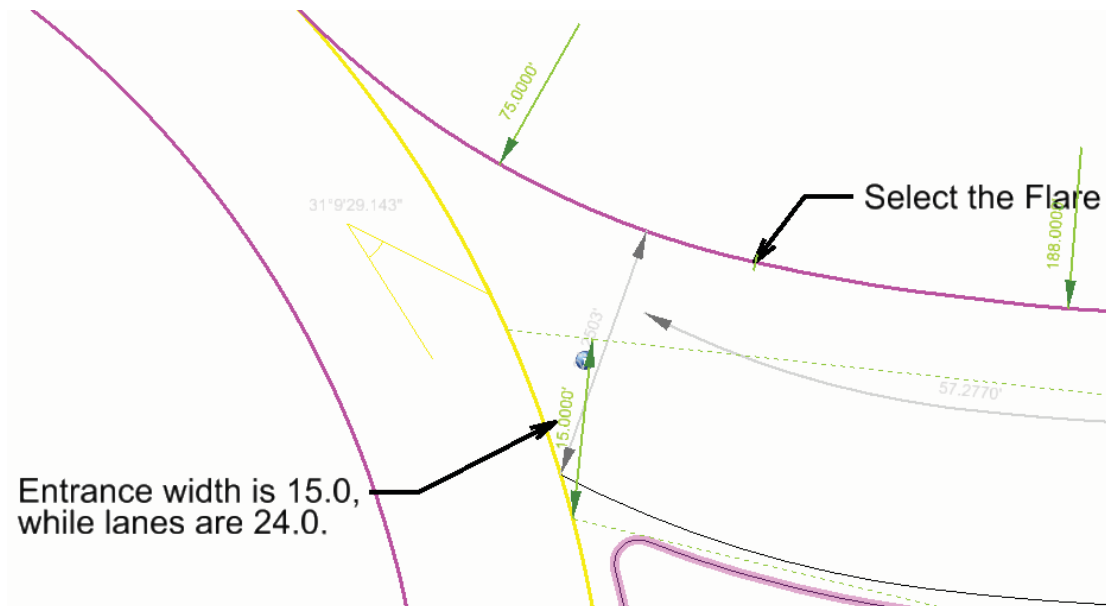 75.0000'
Select the Flare
188.0000'
31°9'29.143"
57.2770'
15.0000'
Entrance width is 15.0,
while lanes are 24.0.